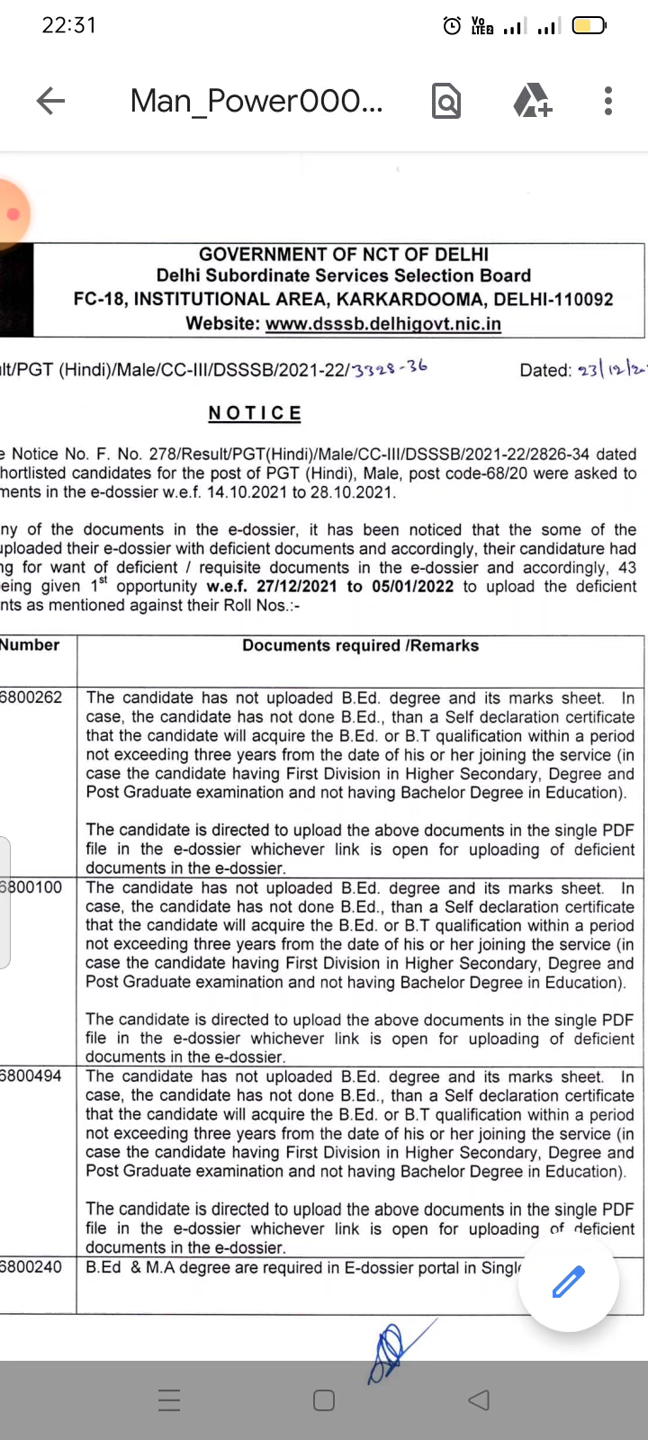 22:31
Vo
LTE2
Man_Power000...
GOVERNMENT OF NCT OF DELHI
Delhi Subordinate Services Selection Board
FC-18, INSTITUTIONAL AREA, KARKARDOOMA, DELHI-110092
Website: www.dsssb.delhigovt.nic.in
lt/PGT (Hindi)/Male/CC-III/DSSSB/2021-22/3328-36 Dated: 23/12/2
NOTICE
e Notice No. F. No. 278/Result/PGT(Hindi)/Male/CC-III/DSSSB/2021-22/2826-34 dated
hortlisted candidates for the post of PGT (Hindi), Male, post code-68/20 were asked to
ments in the e-dossier w.e.f. 14.10.2021 to 28.10.2021.
ny of the documents in the e-dossier, it has been noticed that the some of the
uploaded their e-dossier with deficient documents and accordingly, their candidature had
ng for want of deficient / requisite documents in the e-dossier and accordingly, 43
eing given 1st opportunity w.e.f. 27/12/2021 to 05/01/2022 to upload the deficient
nts as mentioned against their Roll Nos.:-
Number Documents required /Remarks
6800262 The candidate has not uploaded B.Ed. degree and its marks sheet. In
case, the candidate has not done B.Ed., than a Self declaration certificate
that the candidate will acquire the B.Ed. or B.T qualification within a period
not exceeding three years from the date of his or her joining the service (in
case the candidate having First Division in Higher Secondary, Degree and
Post Graduate examination and not having Bachelor Degree in Education).
The candidate is directed to upload the above documents in the single PDF
file in the e-dossier whichever link is open for uploading of deficient
documents in the e-dossier.
6800100 The candidate has not uploaded B.Ed. degree and its marks sheet. In
case, the candidate has not done B.Ed., than a Self declaration certificate
that the candidate will acquire the B.Ed. or B.T qualification within a period
not exceeding three years from the date of his or her joining the service (in
case the candidate having First Division in Higher Secondary, Degree and
Post Graduate examination and not having Bachelor Degree in Education).
The candidate is directed to upload the above documents in the single PDF
file in the e-dossier whichever link is open for uploading of deficient
documents in the e-dossier.
6800494 The candidate has not uploaded B.Ed. degree and its marks sheet. In
case, the candidate has not done B.Ed., than a Self declaration certificate
that the candidate will acquire the B.Ed. or B.T qualification within a period
not exceeding three years from the date of his or her joining the service (in
case the candidate having First Division in Higher Secondary, Degree and
Post Graduate examination and not having Bachelor Degree in Education).
The candidate is directed to upload the above documents in the single PDF
file in the e-dossier whichever link is open for uploading of deficient
documents in the e-dossier.
6800240 B.Ed & M.A degree are required in E-dossier portal in Single